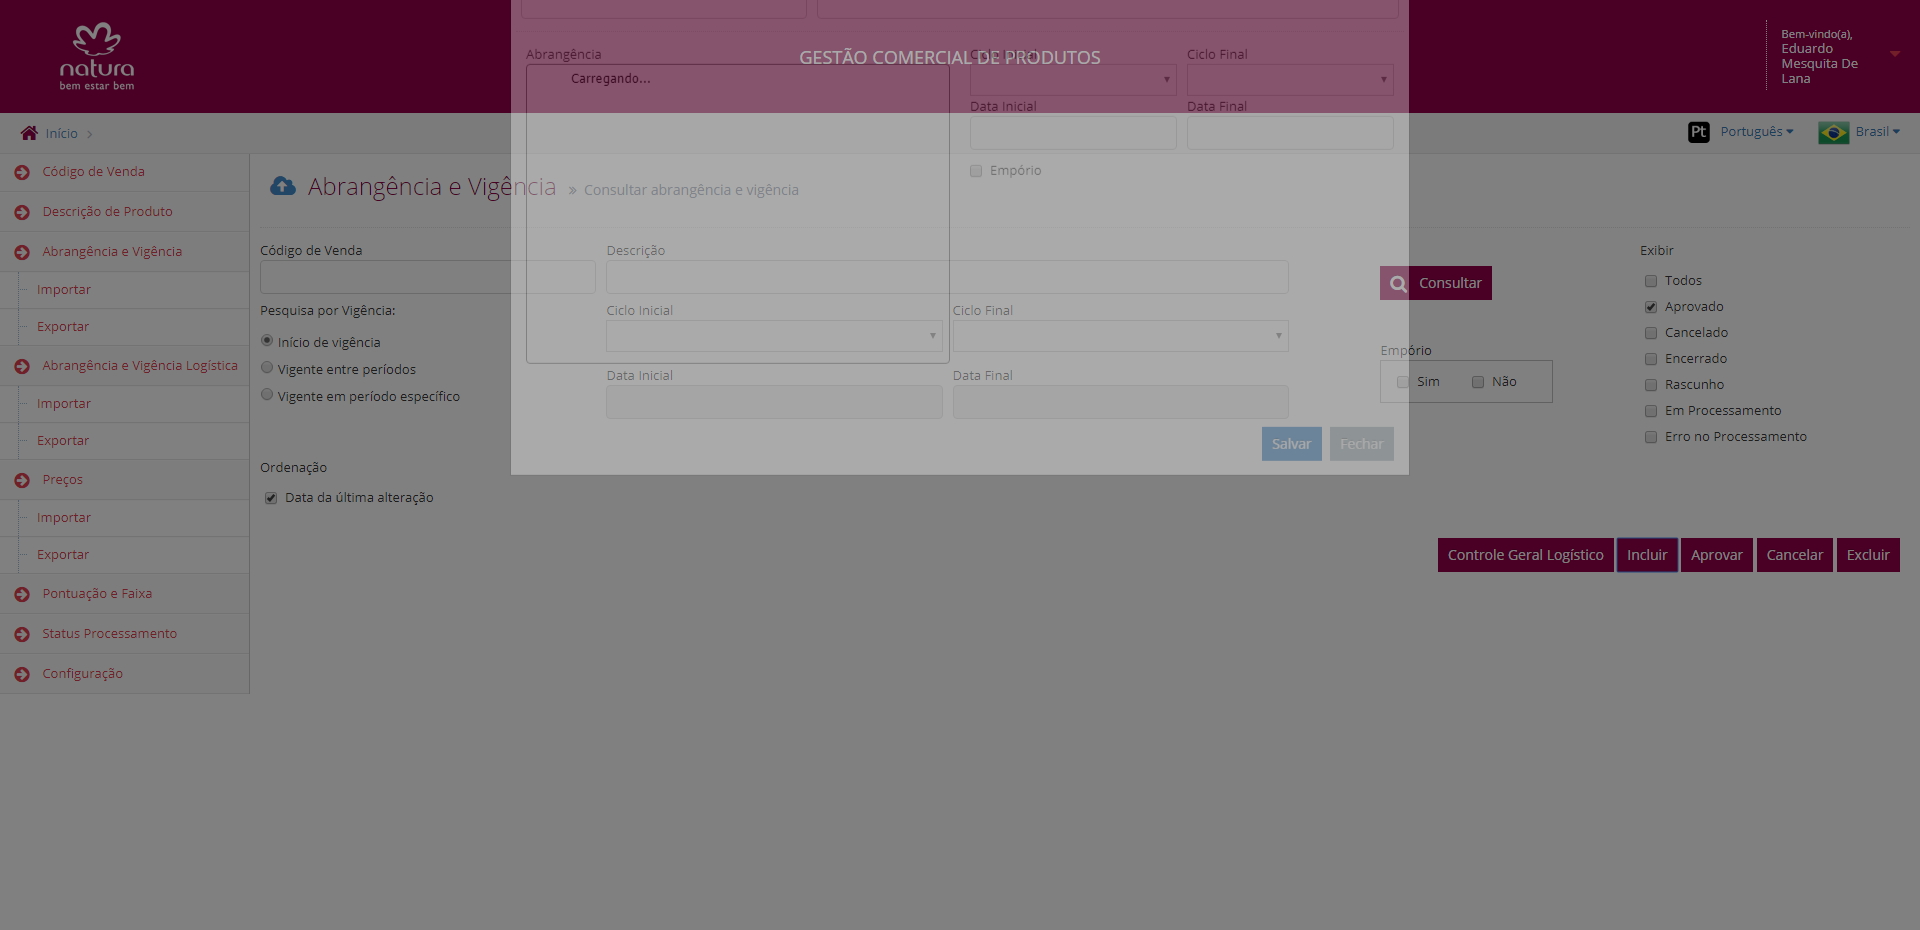 natura
bem estar bem
GESTÃO COMERCIAL DE PRODUTOS
Bem-vindo(a),
Eduardo
Mesquita De
Lana
Abrangência
Carregando...
Ciclo Final
Data Inicial
Data Final
Empório
Salvar
Fechar
Início
Pt Português
Brasil
Código de Venda
Descrição de Produto
Abrangência e Vigência
Importar
Exportar
Abrangência e Vigência Logística
Importar
Exportar
Preços
Importar
Exportar
Pontuação e Faixa
Status Processamento
Configuração
Abrangência e Vigência » Consultar abrangência e vigência
Código de Venda
Descrição
Pesquisa por Vigência:
Início de vigência
Vigente entre períodos
Vigente em período específico
Ciclo Inicial
Ciclo Final
Data Inicial
Data Final
Ordenação
Data da última alteração
Consultar
Empório
Sim
Não
Exibir
Todos
Aprovado
Cancelado
Encerrado
Rascunho
Em Processamento
Erro no Processamento
Controle Geral Logístico
Incluir
Aprovar
Cancelar
Excluir